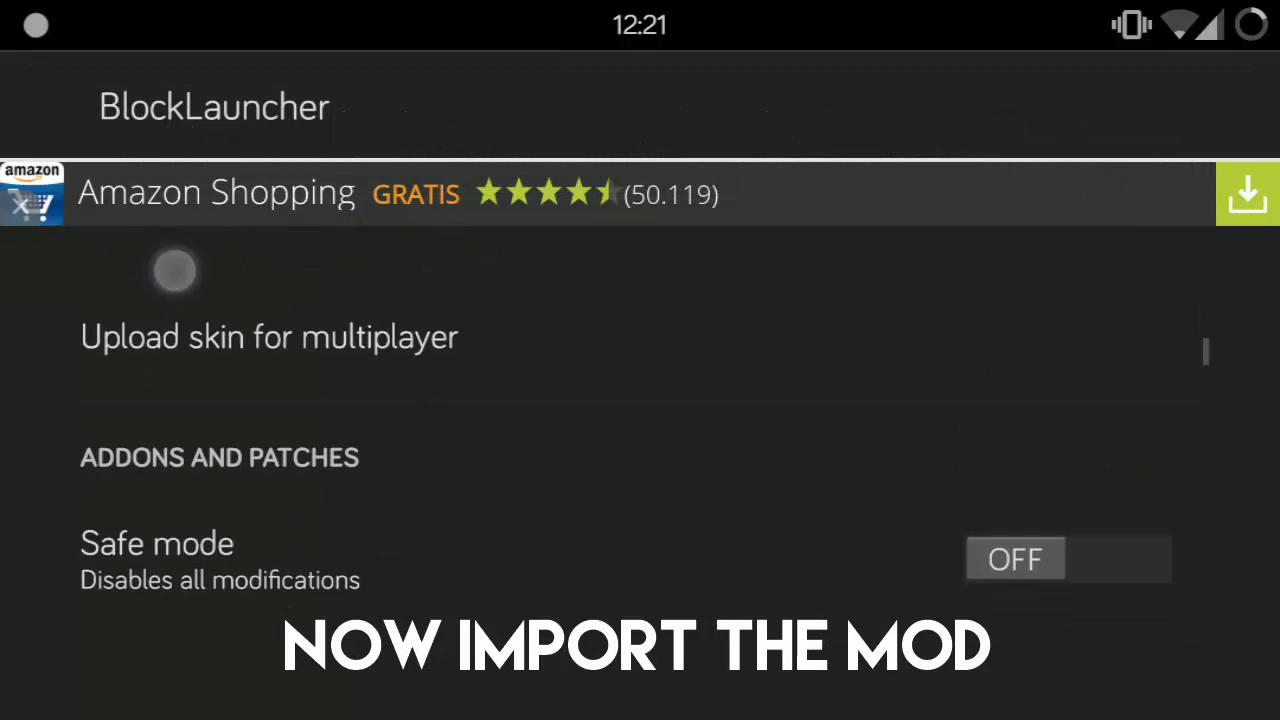 12:21
BlockLauncher
amazon
Amazon Shopping GRATIS (50.119)
Upload skin for multiplayer
ADDONS AND PATCHES
Safe mode
OFF
Disables all modifications
NOW IMPORT THE MOD